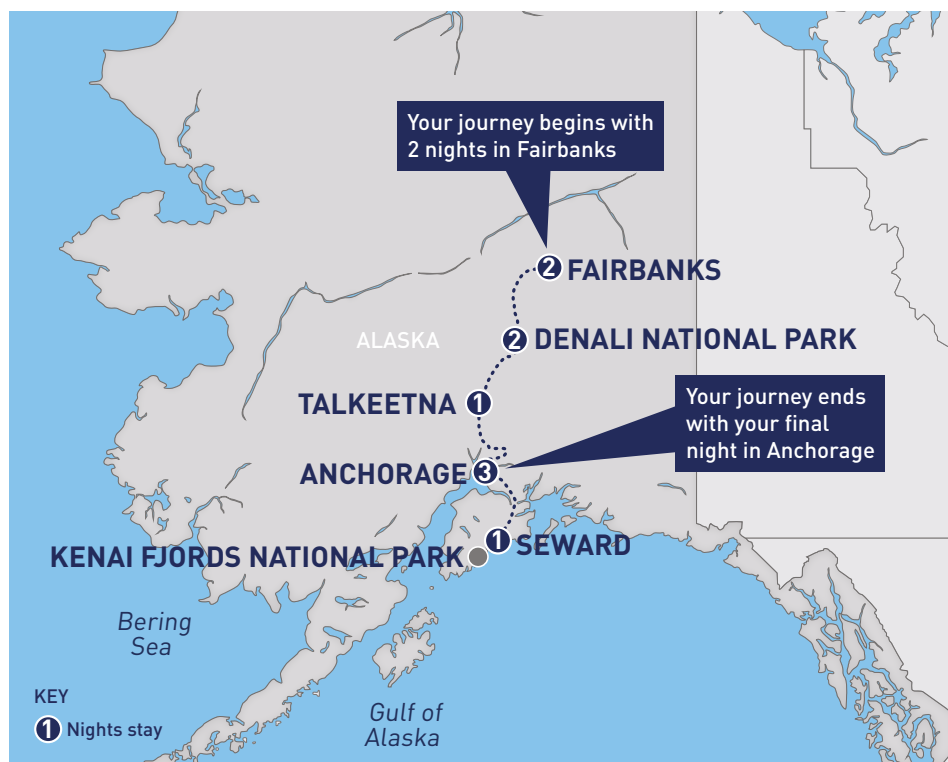 Your journey begins with
2 nights in Fairbanks
2 FAIRBANKS
ALASKA
2 DENALI NATIONAL PARK
TALKEETNA 1
Your journey ends
with your final
night in Anchorage
ANCHORAGE 3
1 SEWARD
KENAI FJORDS NATIONAL PARK
Bering
Sea
Gulf of
Alaska
KEY
1 Nights stay